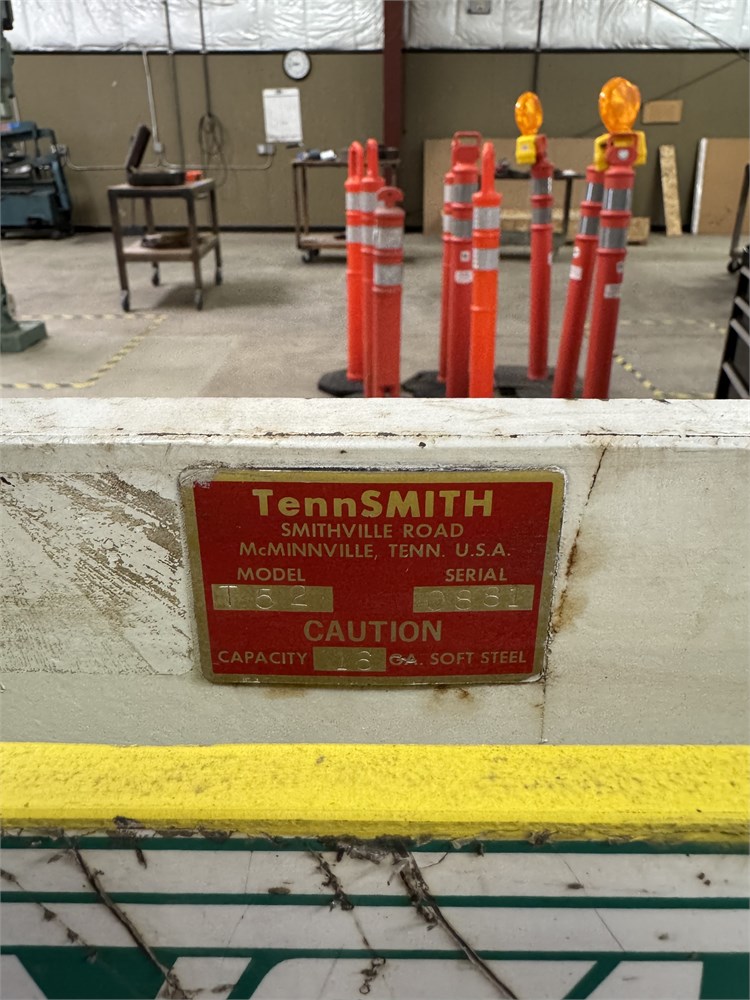 TennSMITH
SMITHVILLE ROAD
McMINNVILLE, TENN. U.S.A.
MODEL SERIAL
T52 0881
CAUTION
CAPACITY 16 GA. SOFT STEEL